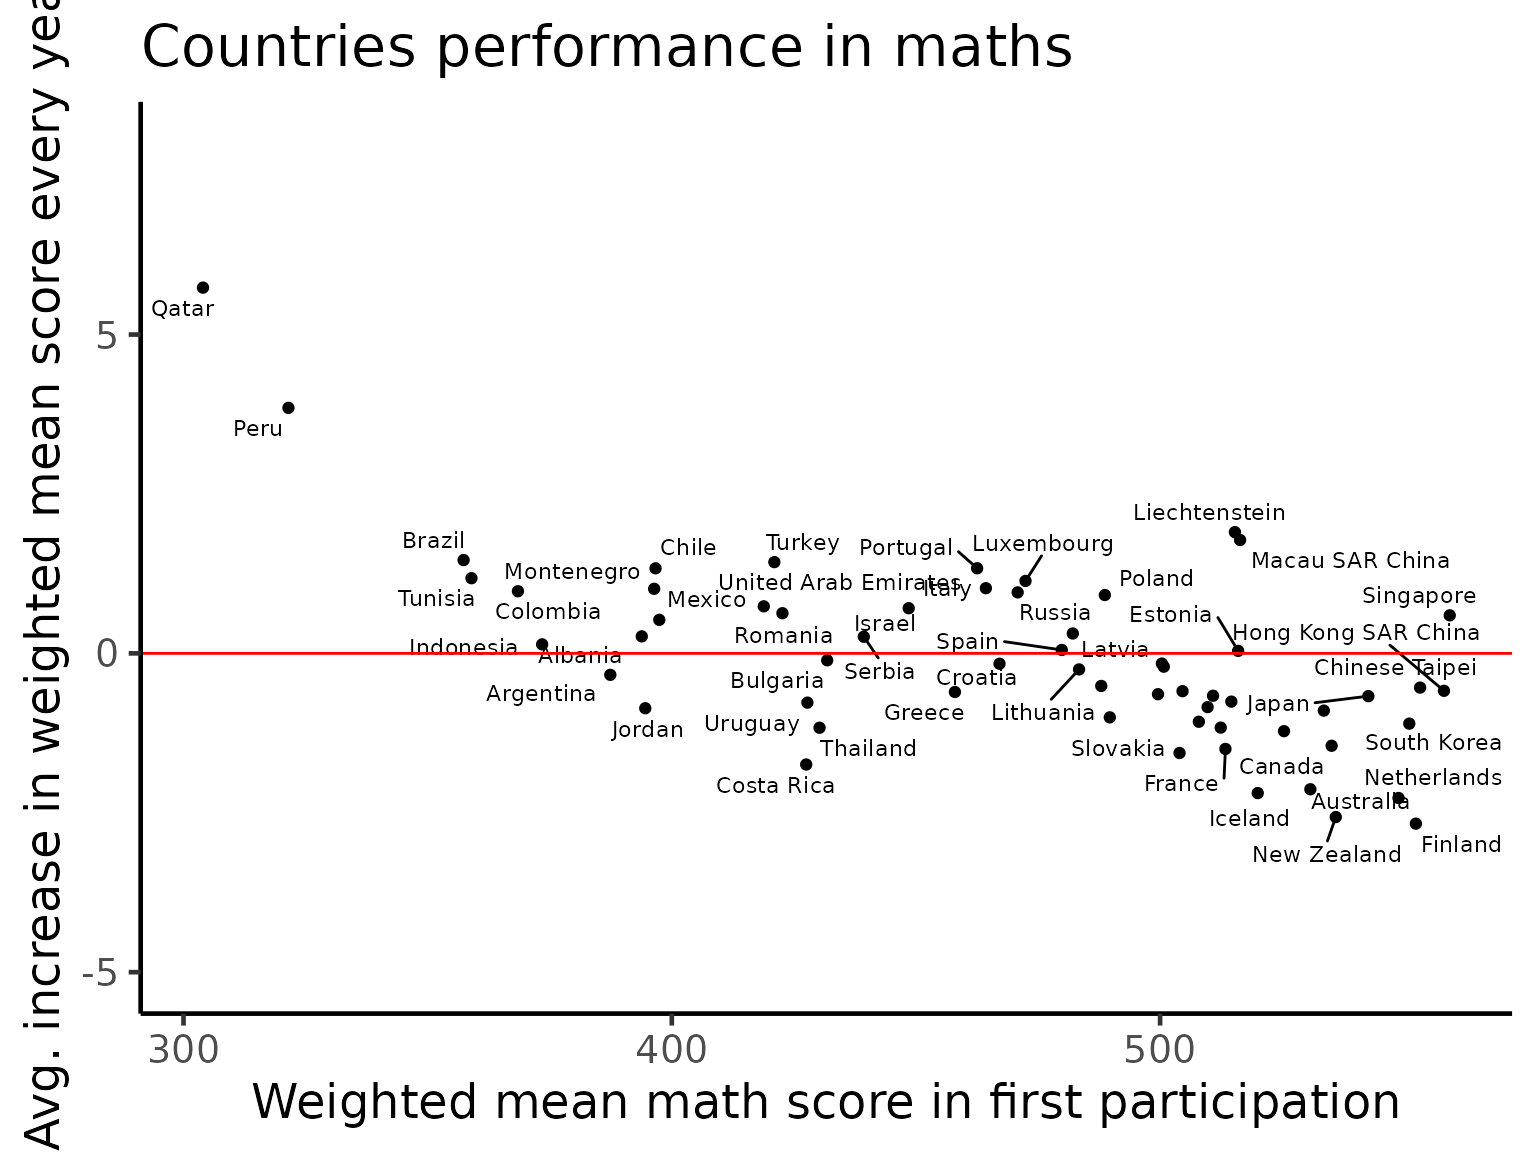 Countries performance in maths
Avg. increase in weighted mean score every yea
5
0
-5
Qatar
Peru
Liechtenstein
Brazil
Chile
Turkey
Portugal
Luxembourg
Macau SAR China
Montenegro
United Arab Emirates
Italy
Poland
Tunisia
Mexico
Singapore
Colombia
Russia
Estonia
Israel
Romania
Hong Kong SAR China
Indonesia
Albania
Spain
Latvia
Serbia
Chinese Taipei
Bulgaria
Croatia
Argentina
Greece
Lithuania
Japan
Jordan
Uruguay
Thailand
Slovakia
South Korea
Costa Rica
France
Canada
Netherlands
Australia
Iceland
New Zealand
Finland
300
400
500
Weighted mean math score in first participation